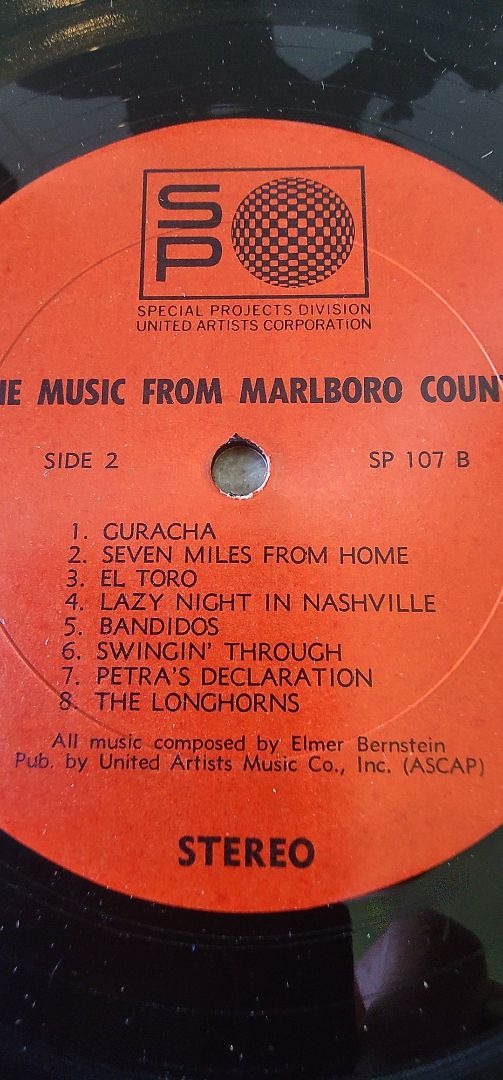 SP
SPECIAL PROJECTS DIVISION
UNITED ARTISTS CORPORATION
HE MUSIC FROM MARLBORO COUNT
SIDE 2 SP 107 B
1. GURACHA
2. SEVEN MILES FROM HOME
3. EL TORO
4. LAZY NIGHT IN NASHVILLE
5. BANDIDOS
6. SWINGIN' THROUGH
7. PETRA'S DECLARATION
8. THE LONGHORNS
All music composed by Elmer Bernstein
Pub. by United Artists Music Co., Inc. (ASCAP)
STEREO